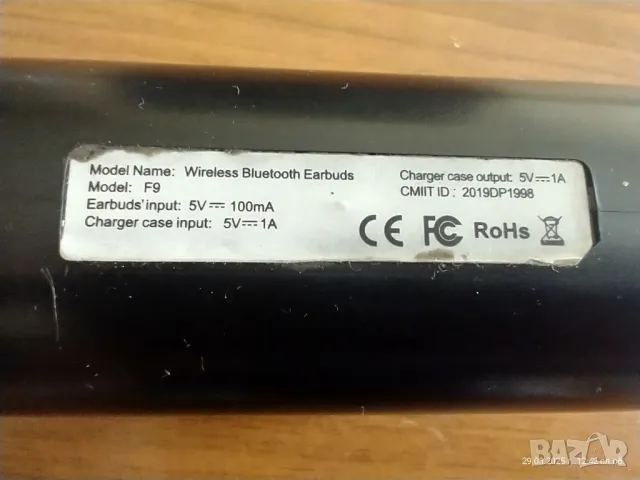 Model Name: Wireless Bluetooth Earbuds
Model: F9
Earbuds'input: 5V⎓100mA
Charger case input: 5V⎓1A
Charger case output: 5V⎓1A
CMIIT ID : 2019DP1998
CE FC RoHs
BAZAR